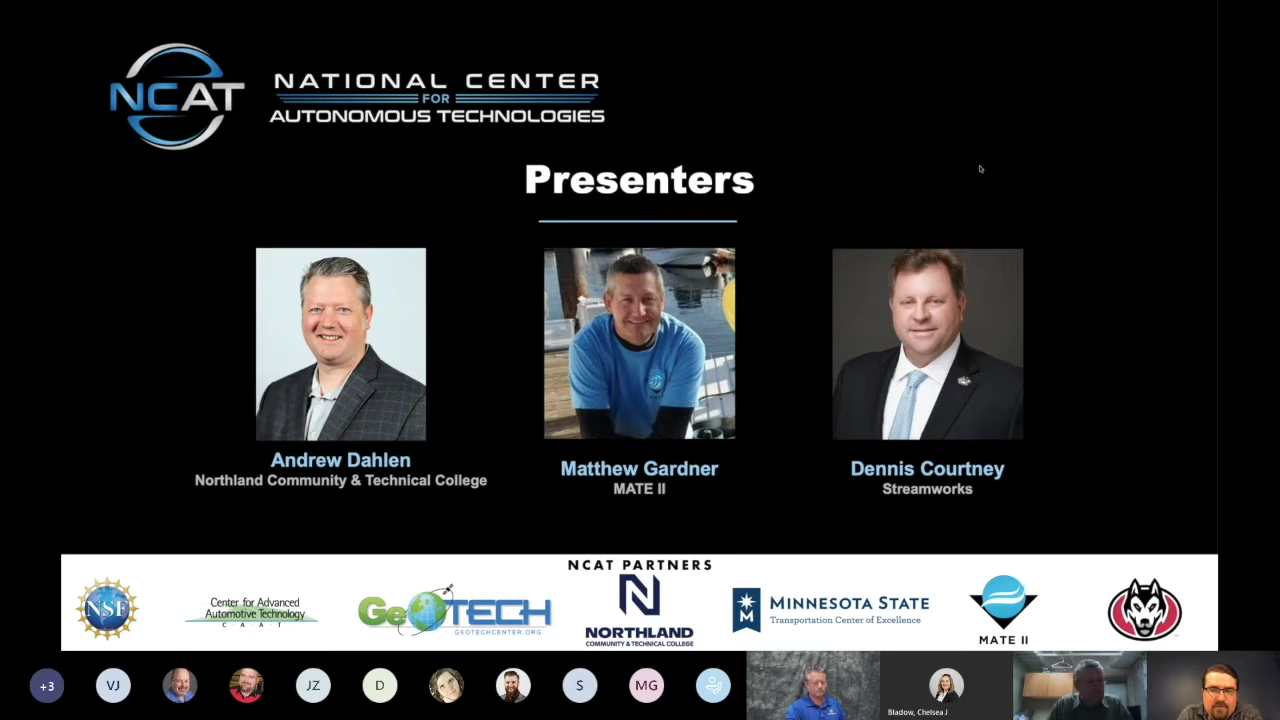 NCAT
NATIONAL CENTER
FOR
AUTONOMOUS TECHNOLOGIES
Presenters
Andrew Dahlen
Northland Community & Technical College
Matthew Gardner
MATE II
Dennis Courtney
Streamworks
NCAT PARTNERS
NSF
Center for Advanced
Automotive Technology
C A A T
GeoTECH
GEOTECHCENTER.ORG
N
NORTHLAND
COMMUNITY & TECHNICAL COLLEGE
M
MINNESOTA STATE
Transportation Center of Excellence
MATE II
+3
VJ
JZ
D
S
MG
Bladow, Chelsea J